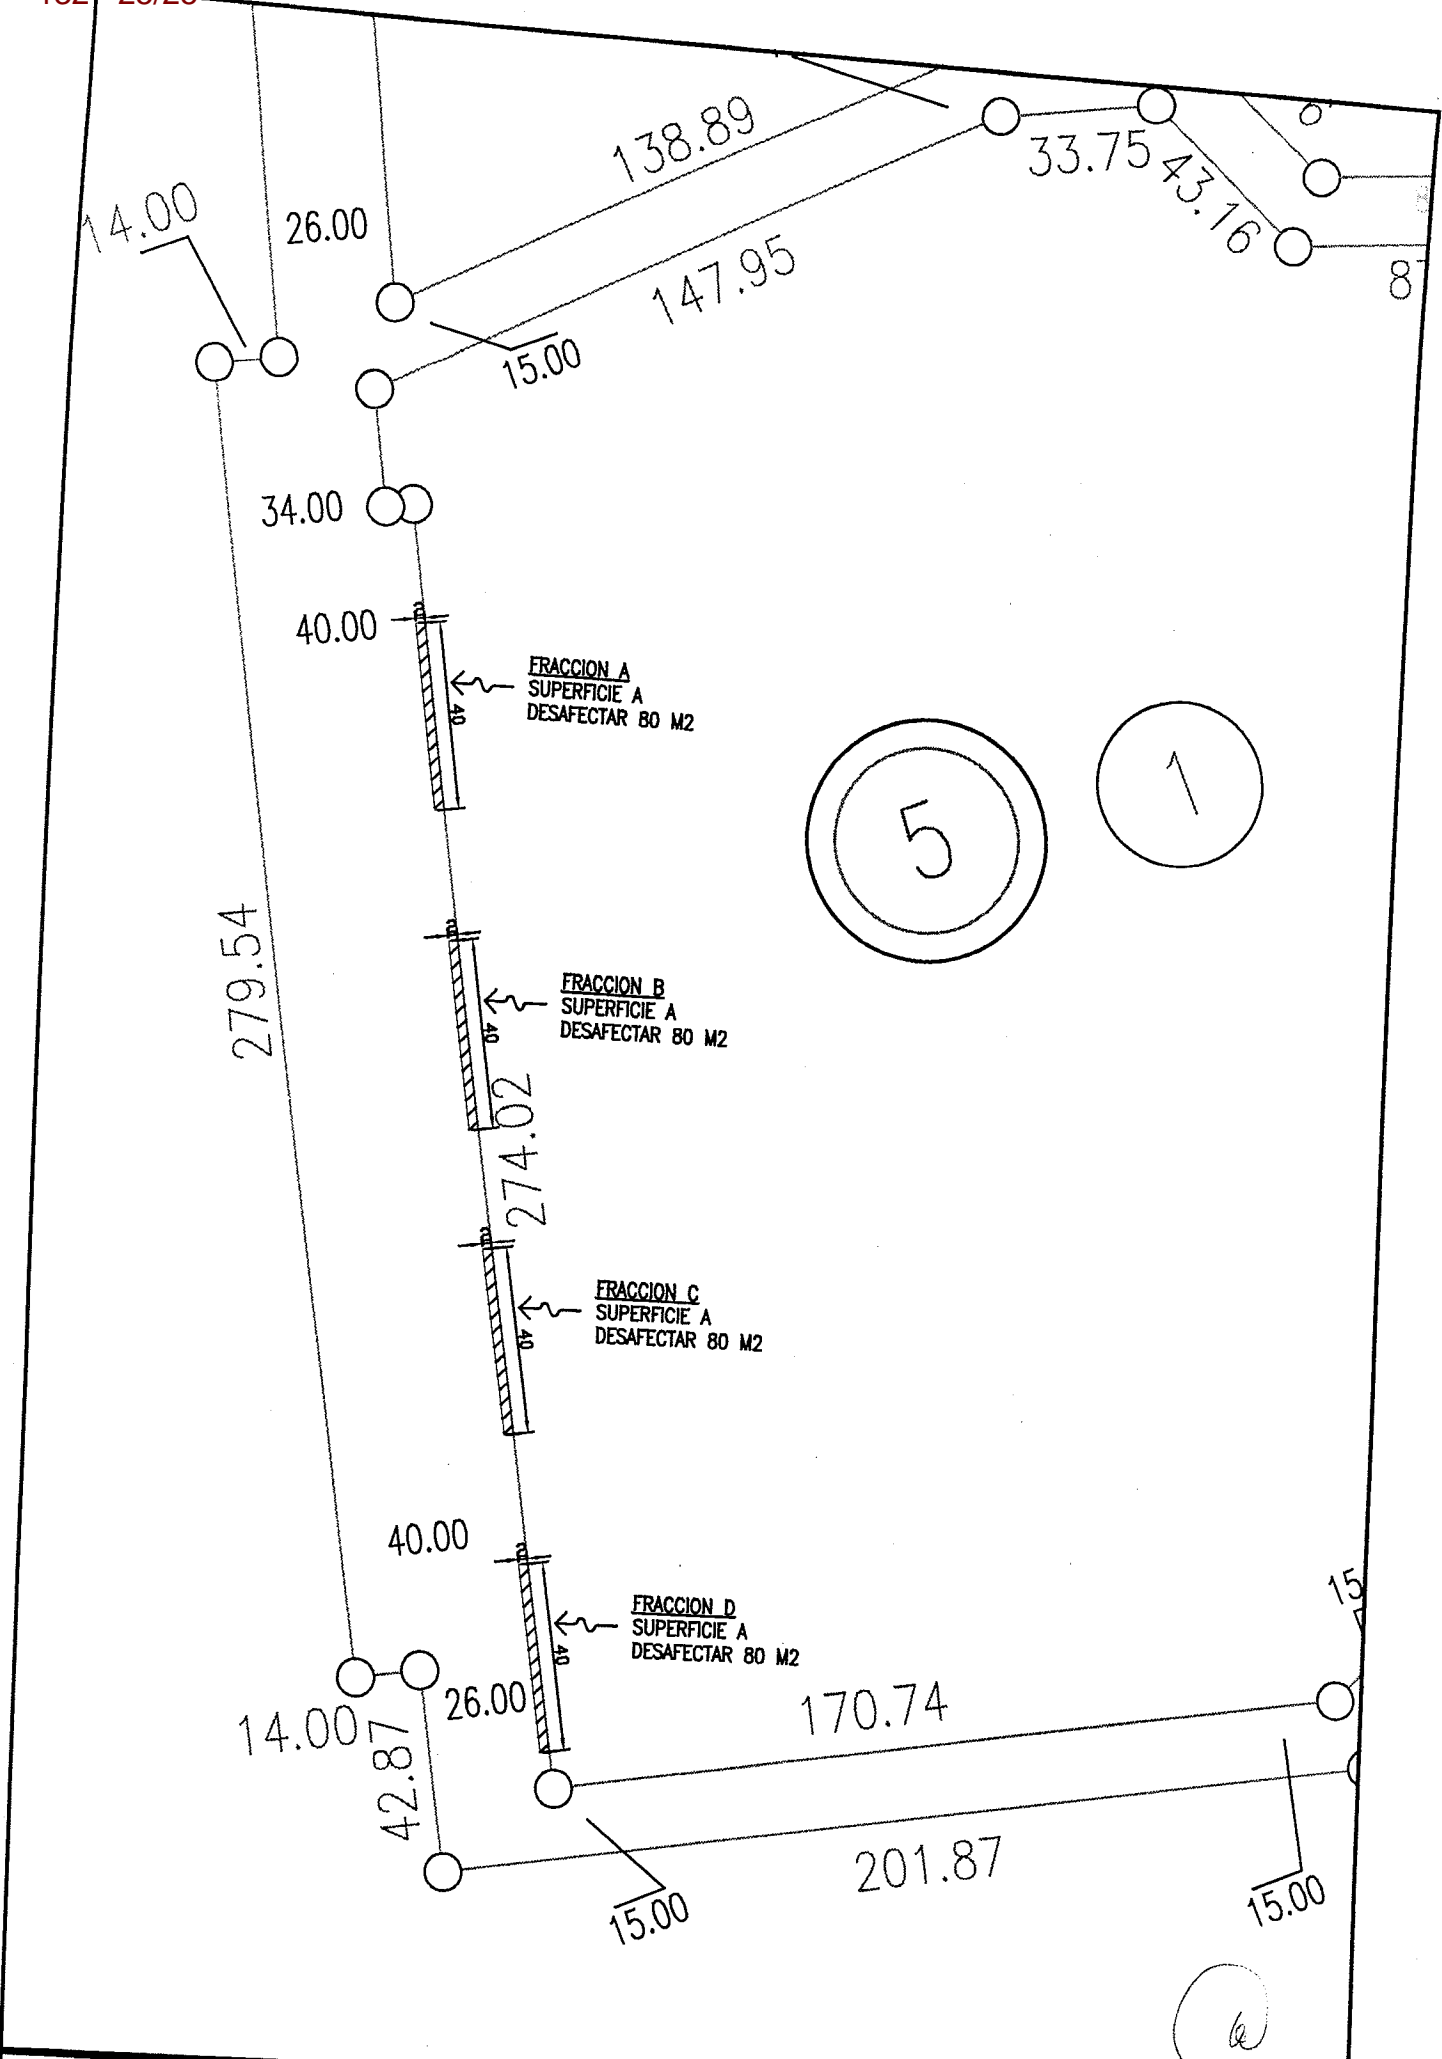 138.89
33.75
43.16
14.00
26.00
147.95
15.00
34.00
40.00
FRACCION A
SUPERFICIE A
DESAFECTAR 80 M2
40
5
1
279.54
FRACCION B
SUPERFICIE A
DESAFECTAR 80 M2
40
274.02
FRACCION C
SUPERFICIE A
DESAFECTAR 80 M2
40
40.00
FRACCION D
SUPERFICIE A
DESAFECTAR 80 M2
40
26.00
170.74
14.00
42.87
201.87
15.00
15.00